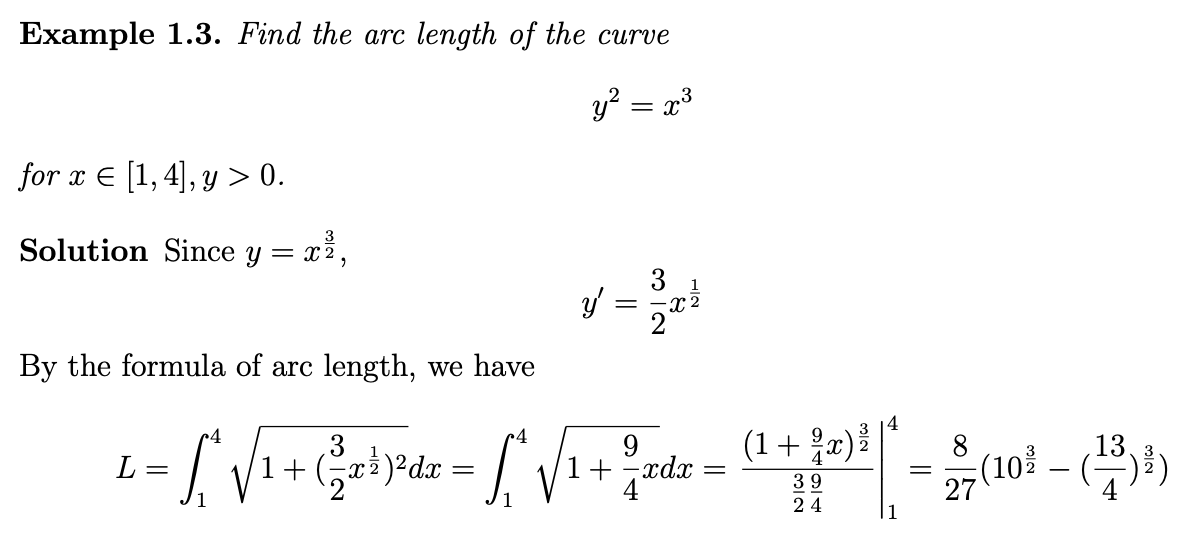 Example 1.3. Find the arc length of the curve
y² = x³
for x ∈ [1, 4], y > 0.
Solution Since y = x^{\frac{3}{2}},
y′ = \frac{3}{2}x^{\frac{1}{2}}
By the formula of arc length, we have
L = \int_1^4 \sqrt{1 + (\frac{3}{2}x^{\frac{1}{2}})^2}dx = \int_1^4 \sqrt{1 + \frac{9}{4}x}dx = \frac{(1 + \frac{9}{4}x)^{\frac{3}{2}}}{\frac{3}{2}\frac{9}{4}}\Big|_1^4 = \frac{8}{27}(10^{\frac{3}{2}} - (\frac{13}{4})^{\frac{3}{2}})